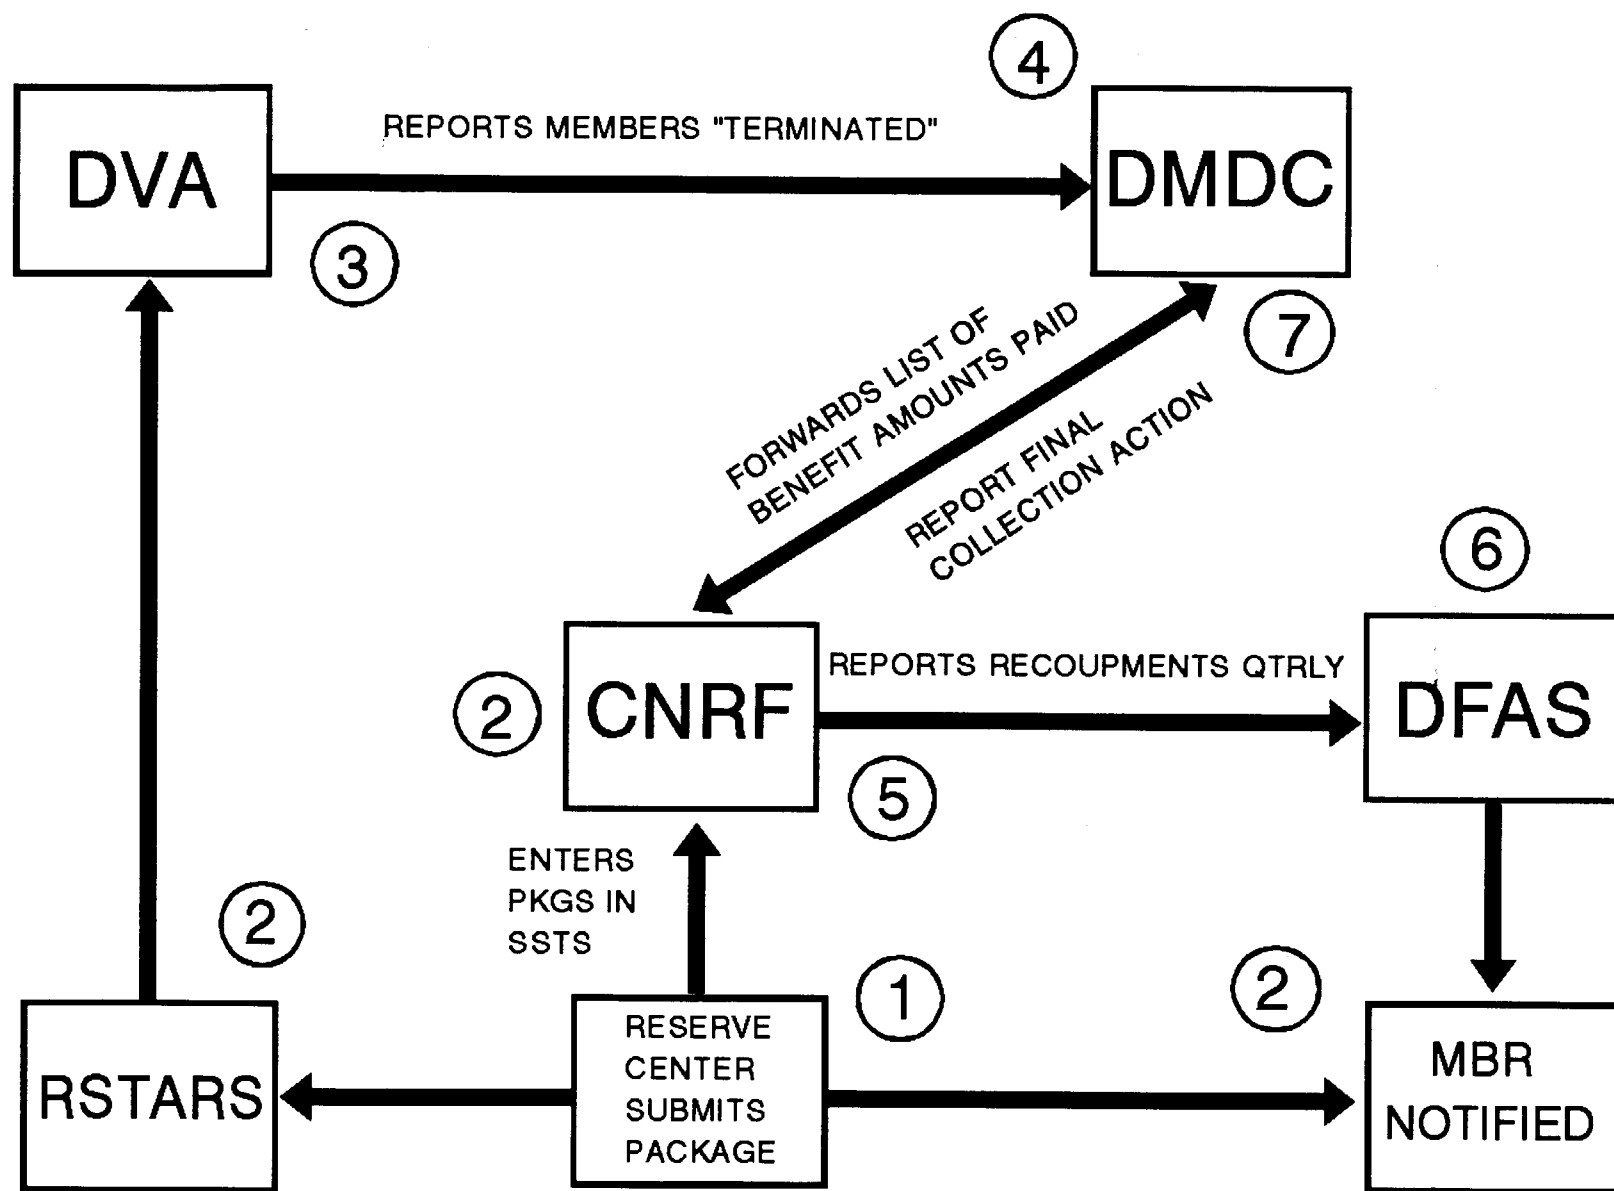 4
DVA
REPORTS MEMBERS "TERMINATED"
DMDC
3
7
FORWARDS LIST OF
BENEFIT AMOUNTS PAID
REPORT FINAL
COLLECTION ACTION
6
2
CNRF
REPORTS RECOUPMENTS QTRLY
DFAS
5
ENTERS
PKGS IN
SSTS
2
1
2
RSTARS
RESERVE
CENTER
SUBMITS
PACKAGE
MBR
NOTIFIED